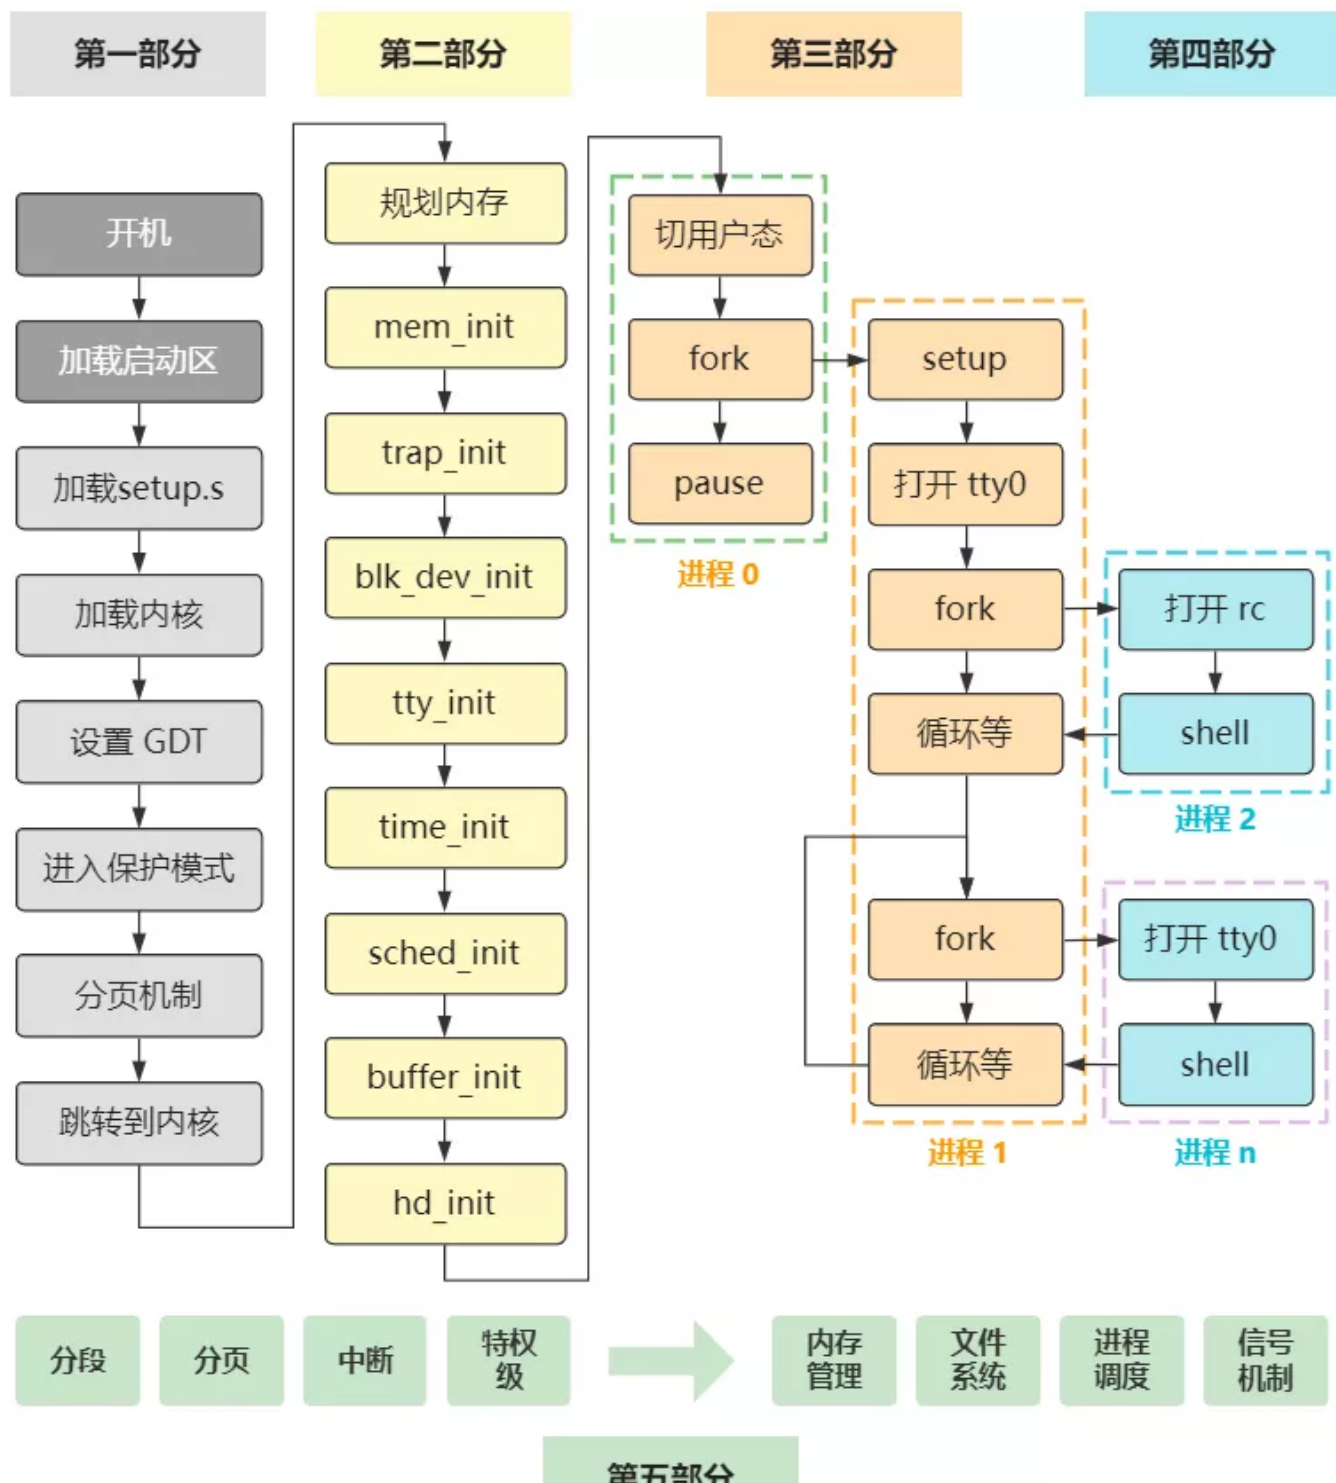 第一部分
第二部分
第三部分
第四部分
开机
加载启动区
加载setup.s
加载内核
设置 GDT
进入保护模式
分页机制
跳转到内核
规划内存
mem_init
trap_init
blk_dev_init
tty_init
time_init
sched_init
buffer_init
hd_init
切用户态
fork
pause
进程 0
setup
打开 tty0
fork
循环等
fork
循环等
进程 1
打开 rc
shell
进程 2
打开 tty0
shell
进程 n
分段
分页
中断
特权
级
内存
管理
文件
系统
进程
调度
信号
机制
第五部分